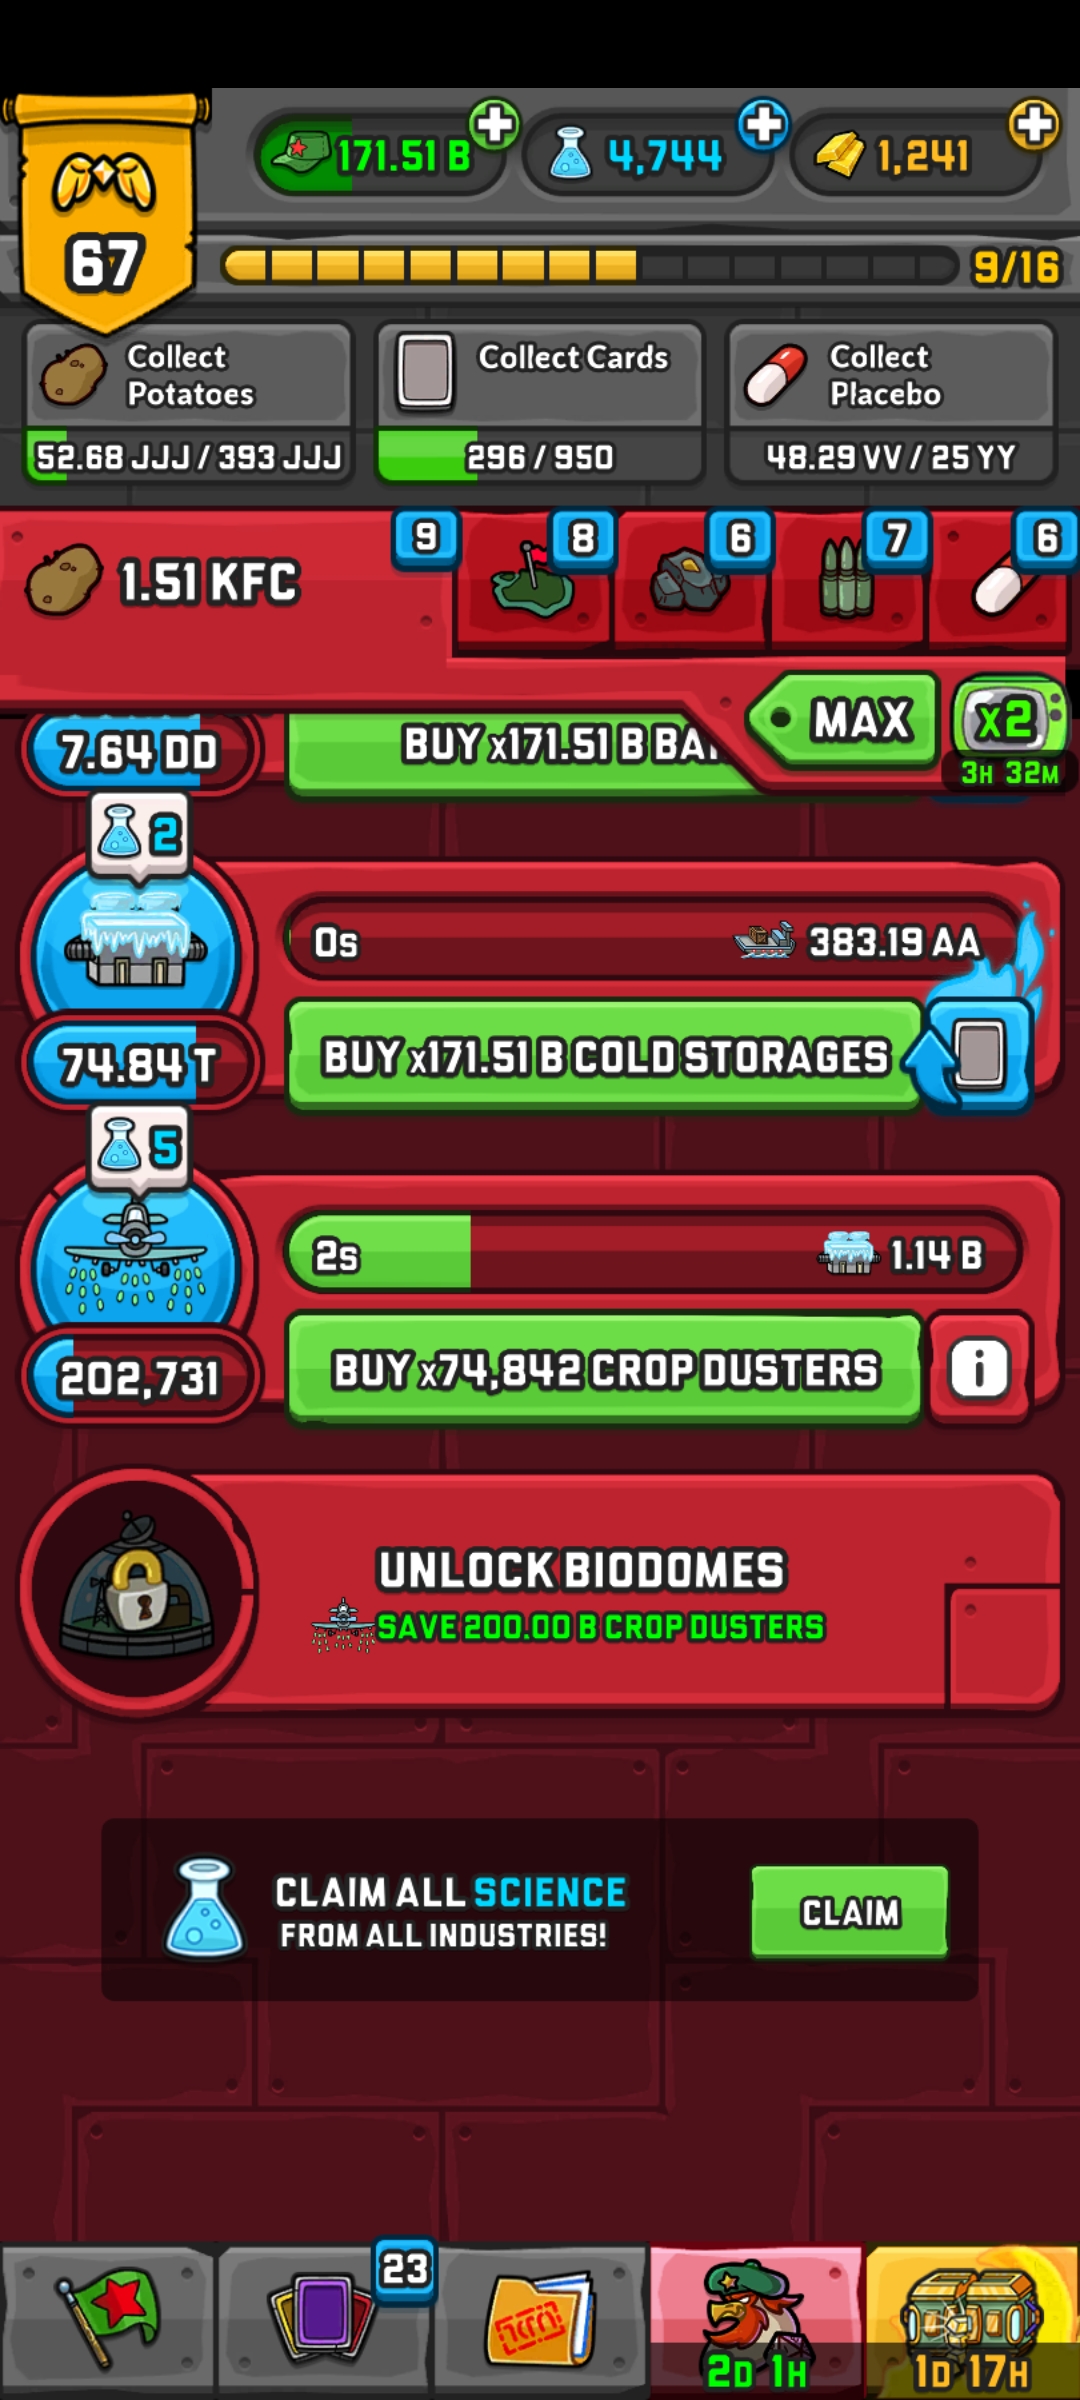 171.51 B
4,744
1,241
67
9/16
Collect
Potatoes
52.68 JJJ / 393 JJJ
Collect Cards
296 / 950
Collect
Placebo
48.29 VV / 25 YY
1.51 KFC
9
8
6
7
6
MAX
x2
3H 32M
7.64 DD
BUY x171.51 B BA
2
0s
383.19 AA
74.84 T
BUY x171.51 B COLD STORAGES
5
2s
1.14 B
202,731
BUY x74,842 CROP DUSTERS
i
UNLOCK BIODOMES
SAVE 200.00 B CROP DUSTERS
CLAIM ALL SCIENCE
FROM ALL INDUSTRIES!
CLAIM
23
2D 1H
1D 17H